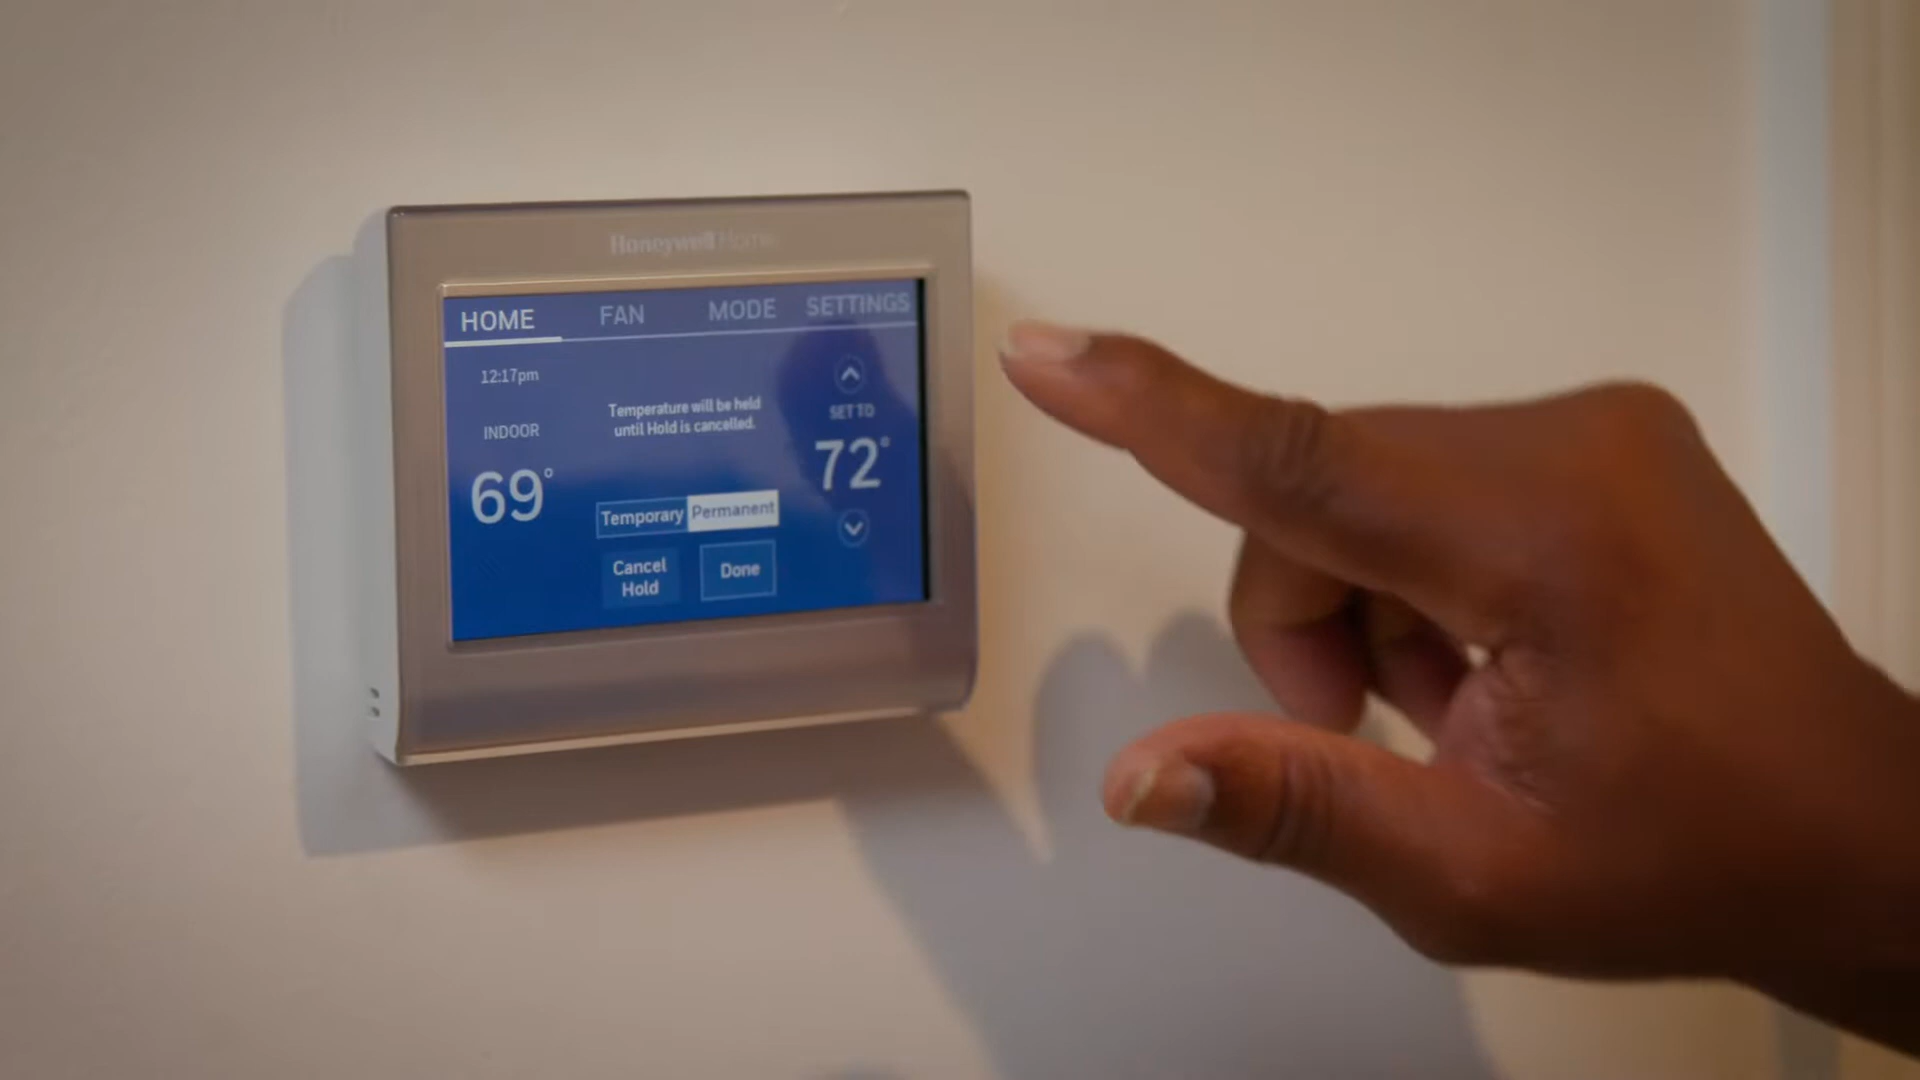 Honeywell Home
HOME FAN MODE SETTINGS
12:17pm
INDOOR
69°
Temperature will be held
until Hold is cancelled.
Temporary Permanent
Cancel
Hold
Done
SET TO
72°